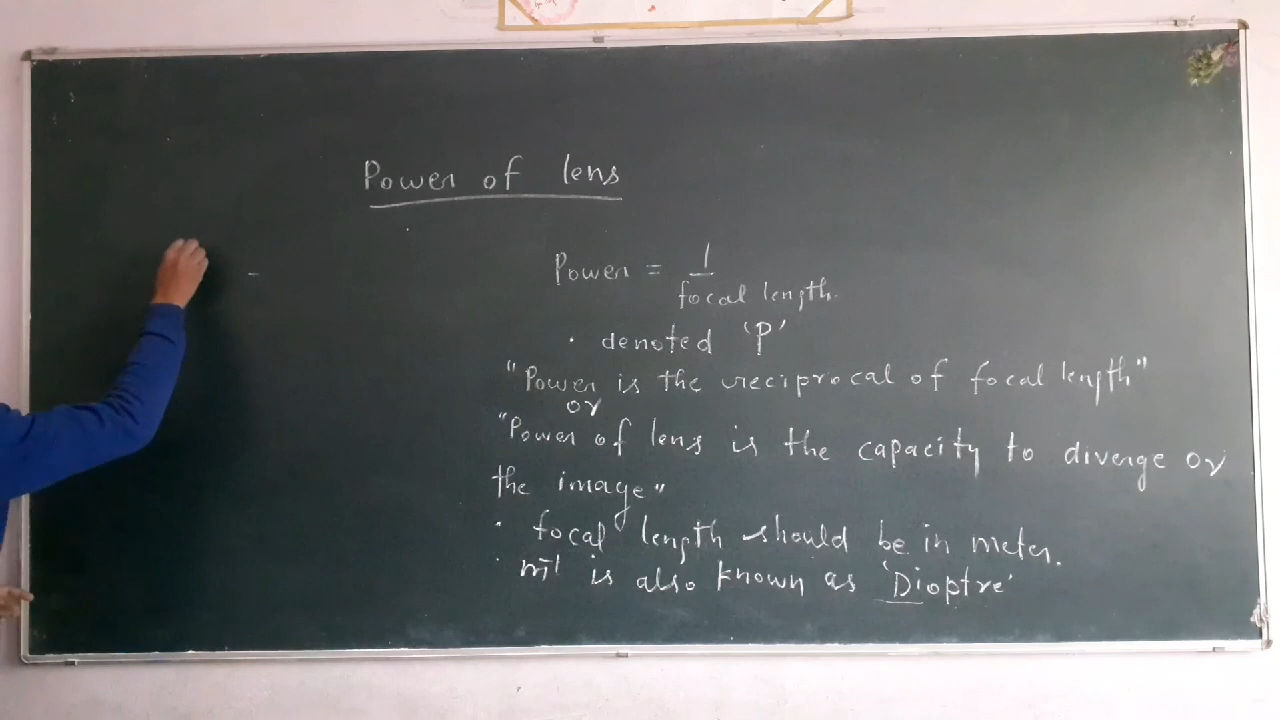 Power of lens
Power = 1
focal length
· denoted 'P'
"Power is the reciprocal of focal length"
or
"Power of lens is the capacity to diverge or
the image"
· focal length should be in meter.
· m⁻¹ is also known as 'Dioptre'